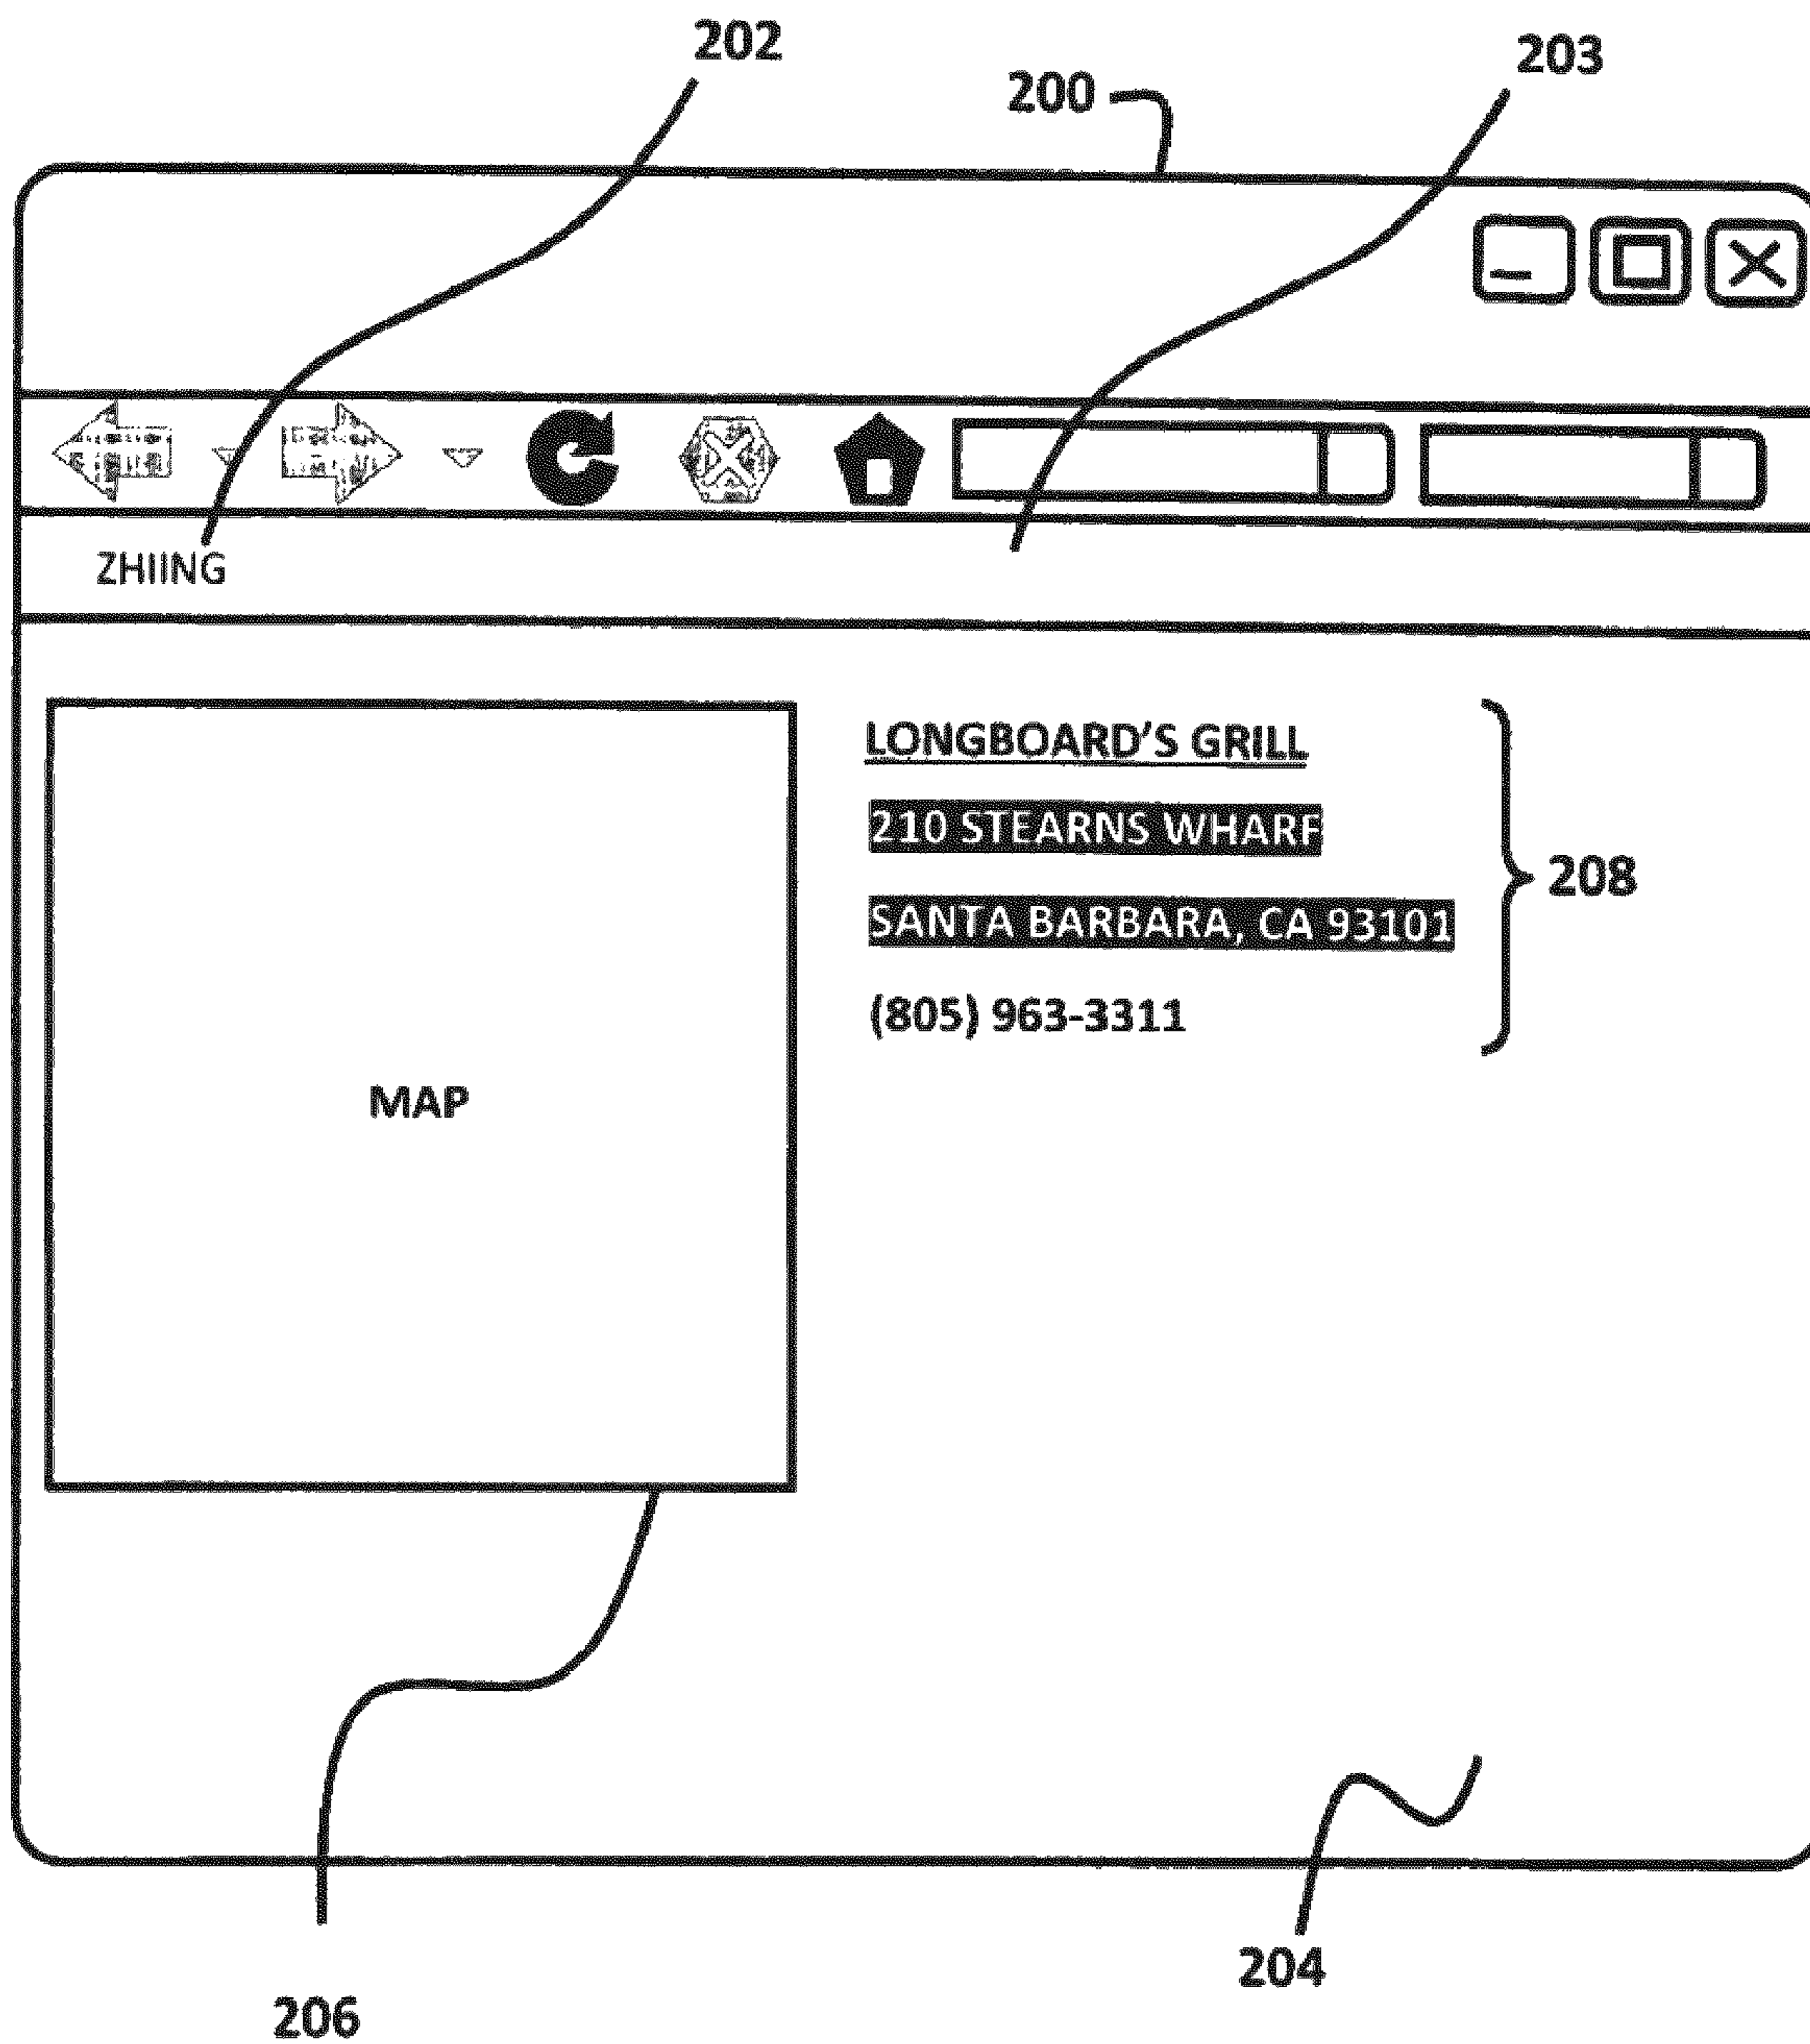 202
203
200
ZHIING
LONGBOARD'S GRILL
210 STEARNS WHARF
208
SANTA BARBARA, CA 93101
(805) 963-3311
MAP
204
206